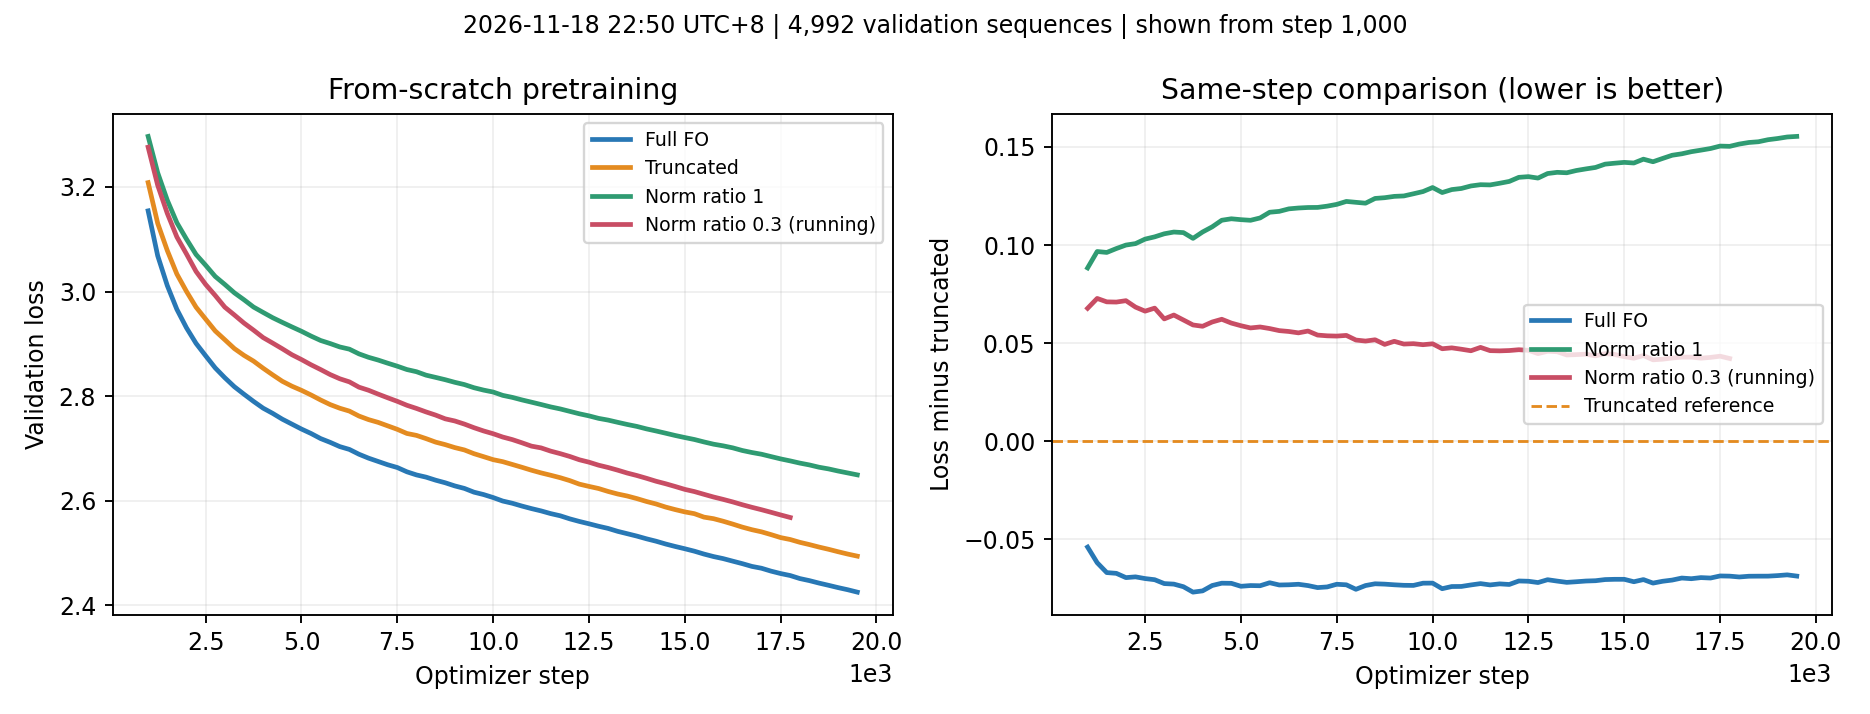 2026-11-18 22:50 UTC+8 | 4,992 validation sequences | shown from step 1,000
From-scratch pretraining
Validation loss
3.2
3.0
2.8
2.6
2.4
Full FO
Truncated
Norm ratio 1
Norm ratio 0.3 (running)
2.5
5.0
7.5
10.0
12.5
15.0
17.5
20.0
1e3
Optimizer step
Same-step comparison (lower is better)
Loss minus truncated
0.15
0.10
0.05
0.00
−0.05
Full FO
Norm ratio 1
Norm ratio 0.3 (running)
Truncated reference
2.5
5.0
7.5
10.0
12.5
15.0
17.5
20.0
1e3
Optimizer step